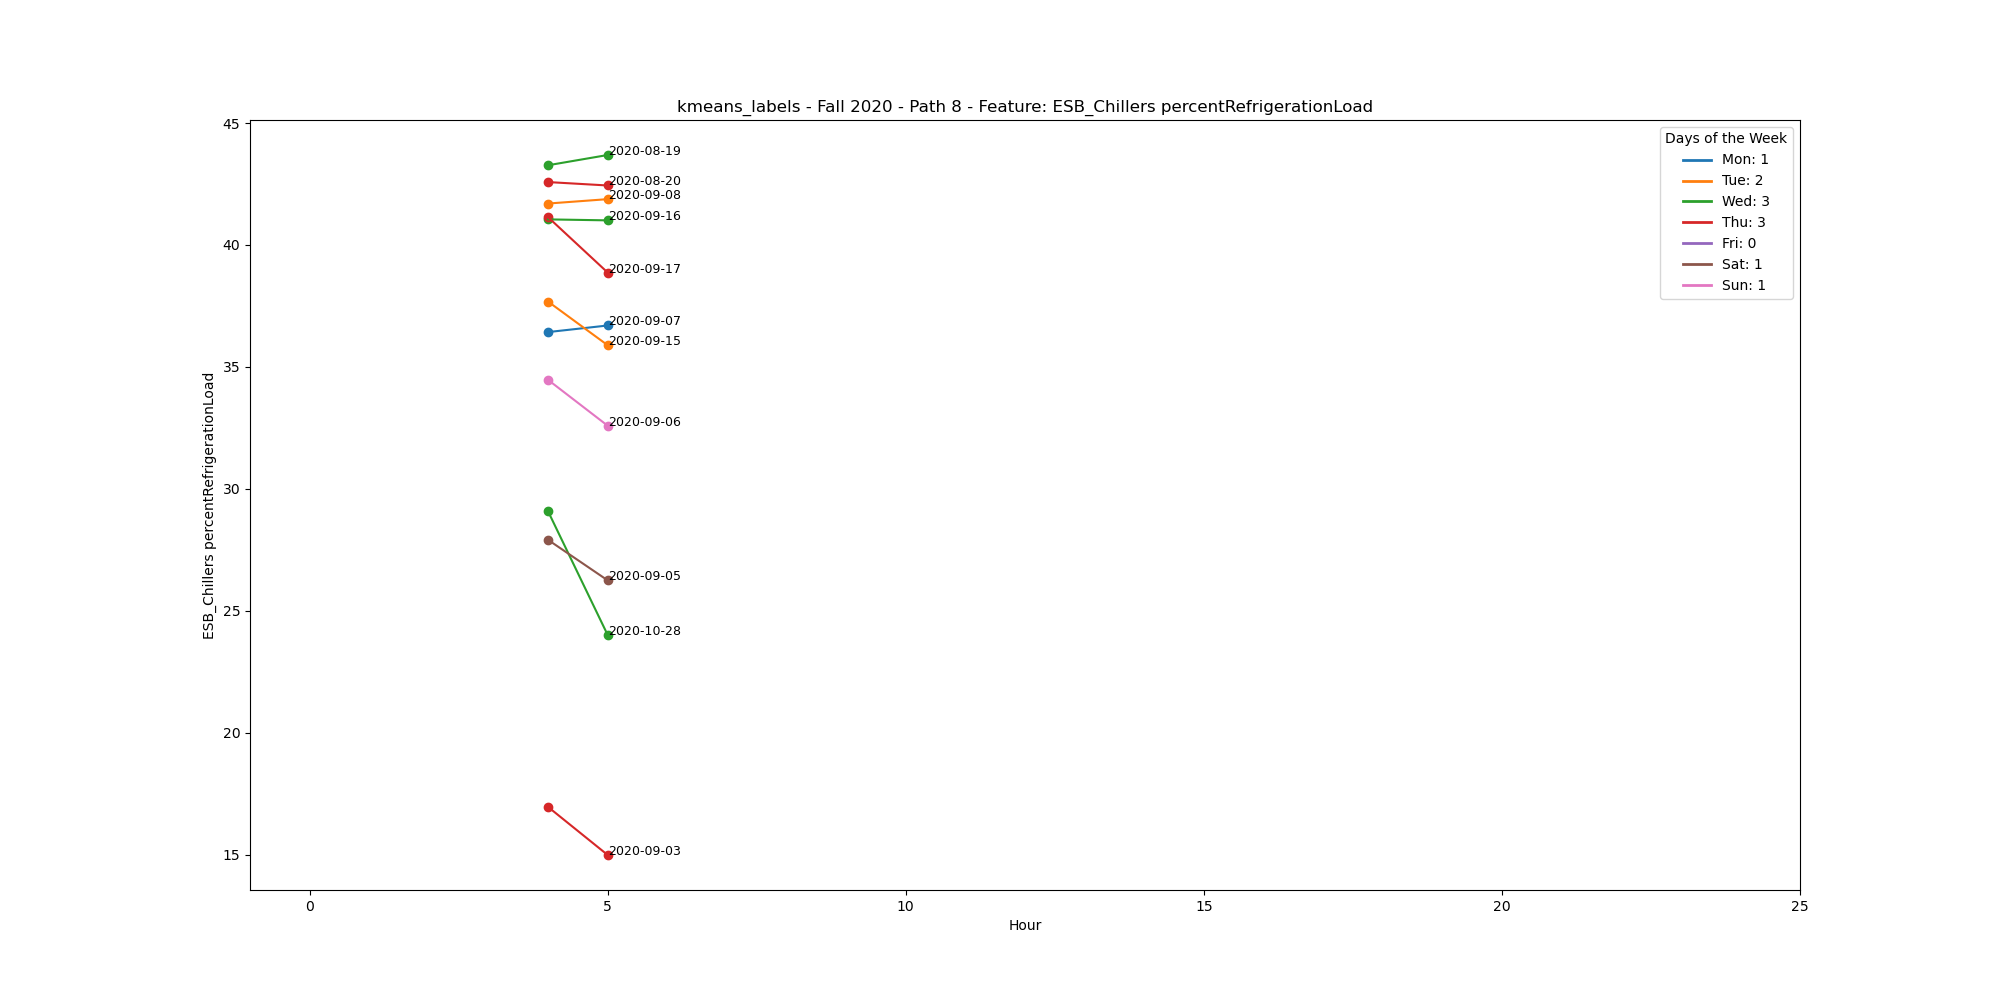 kmeans_labels - Fall 2020 - Path 8 - Feature: ESB_Chillers percentRefrigerationLoad
45
40
35
30
25
20
15
ESB_Chillers percentRefrigerationLoad
2020-08-19
2020-08-20
2020-09-08
2020-09-16
2020-09-17
2020-09-07
2020-09-15
2020-09-06
2020-09-05
2020-10-28
2020-09-03
Days of the Week
Mon: 1
Tue: 2
Wed: 3
Thu: 3
Fri: 0
Sat: 1
Sun: 1
0 5 10 15 20 25
Hour